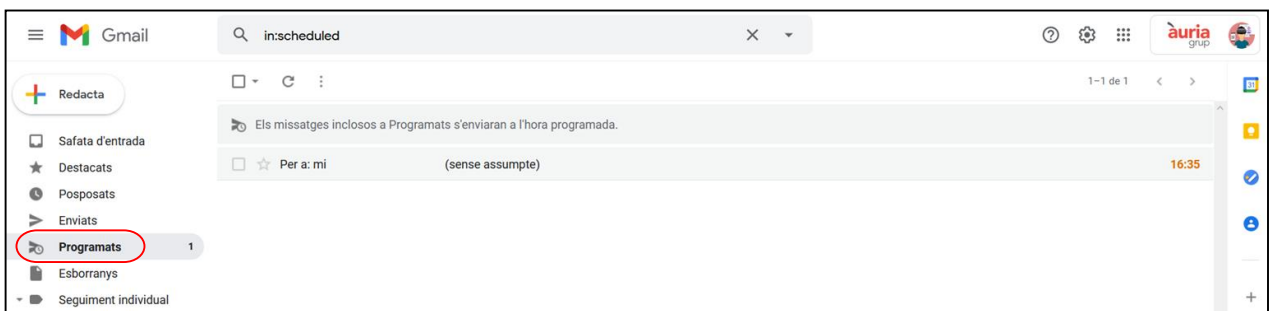 Gmail
in:scheduled
àuria
grup
Redacta
1–1 de 1
31
Els missatges inclosos a Programats s'enviaran a l'hora programada.
Safata d'entrada
Per a: mi (sense assumpte) 16:35
Destacats
Posposats
Enviats
Programats 1
Esborranys
Seguiment individual